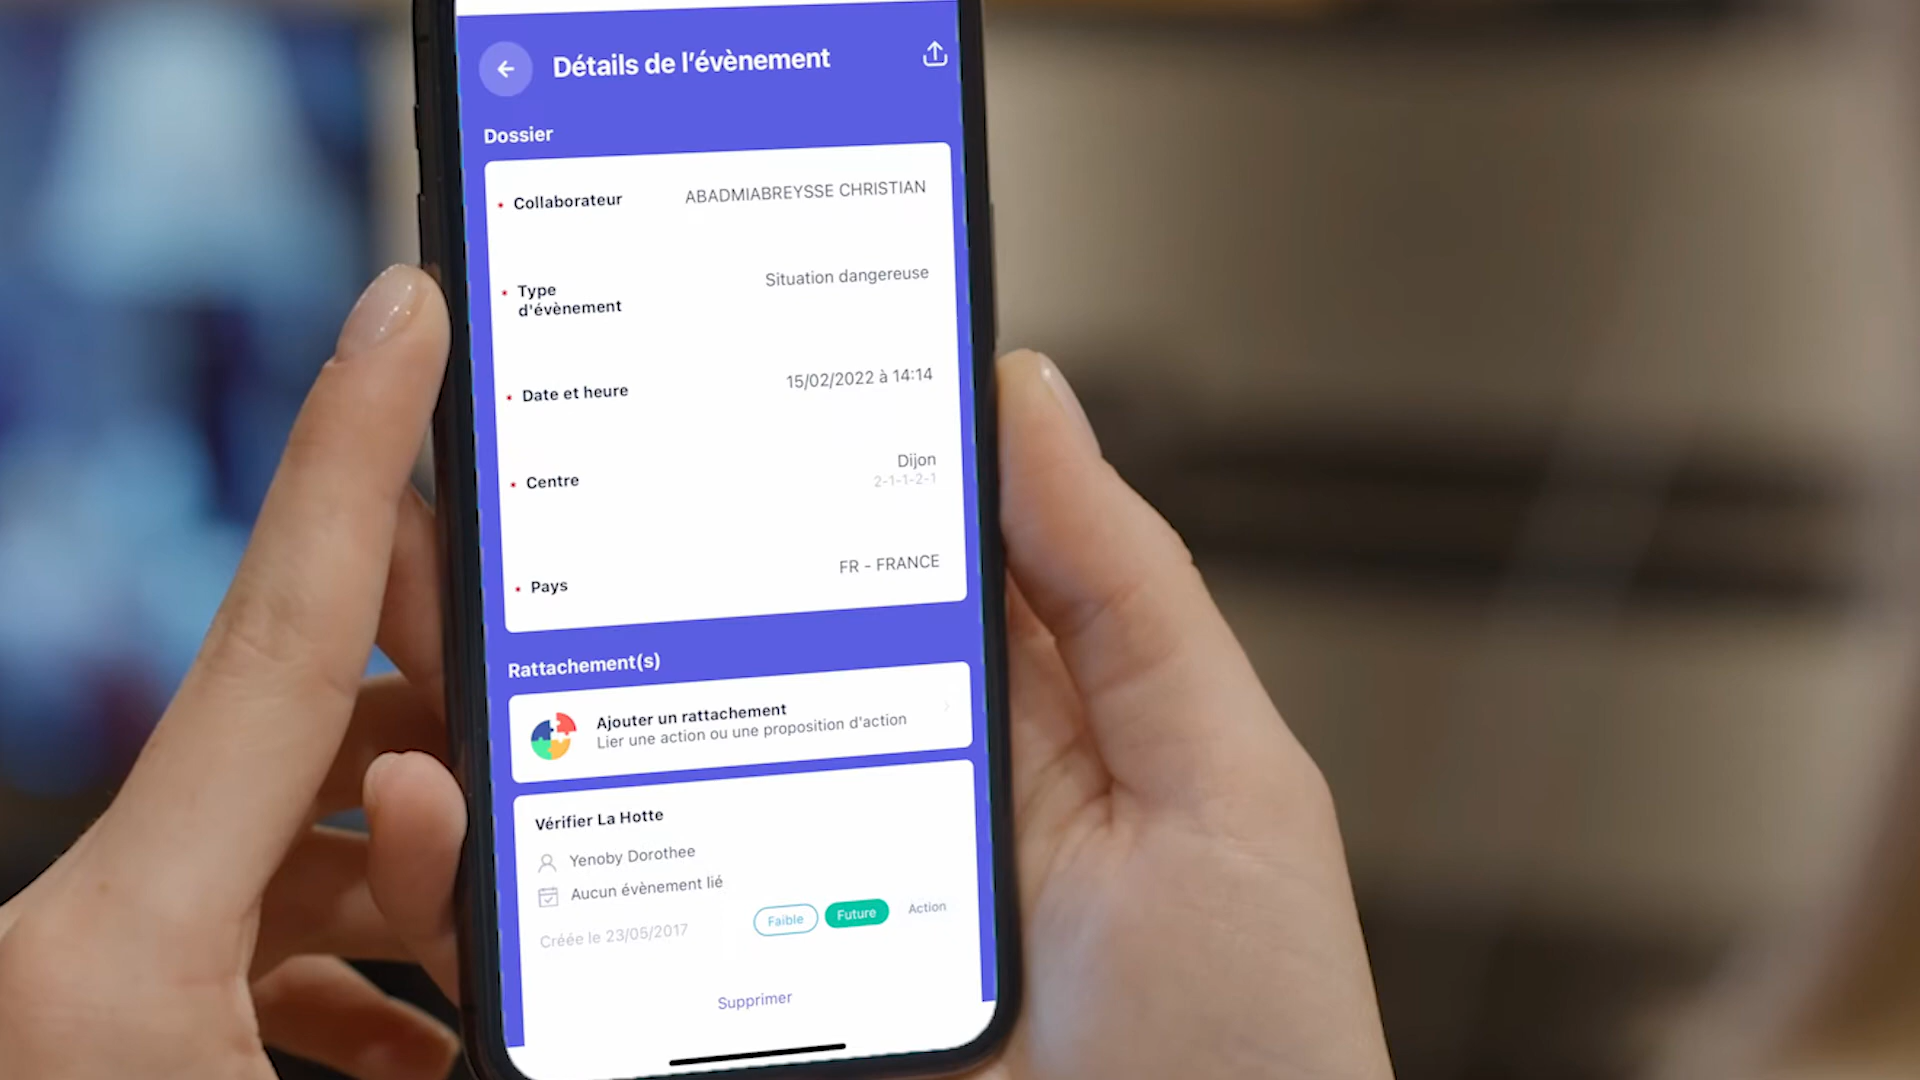 Détails de l’évènement
Dossier
* Collaborateur ABADMIABREYSSE CHRISTIAN
* Type d'évènement Situation dangereuse
* Date et heure 15/02/2022 à 14:14
* Centre Dijon
2-1-1-2-1
* Pays FR - FRANCE
Rattachement(s)
Ajouter un rattachement
Lier une action ou une proposition d'action
Vérifier La Hotte
Yenoby Dorothee
Aucun évènement lié
Créée le 23/05/2017 Faible Future Action
Supprimer